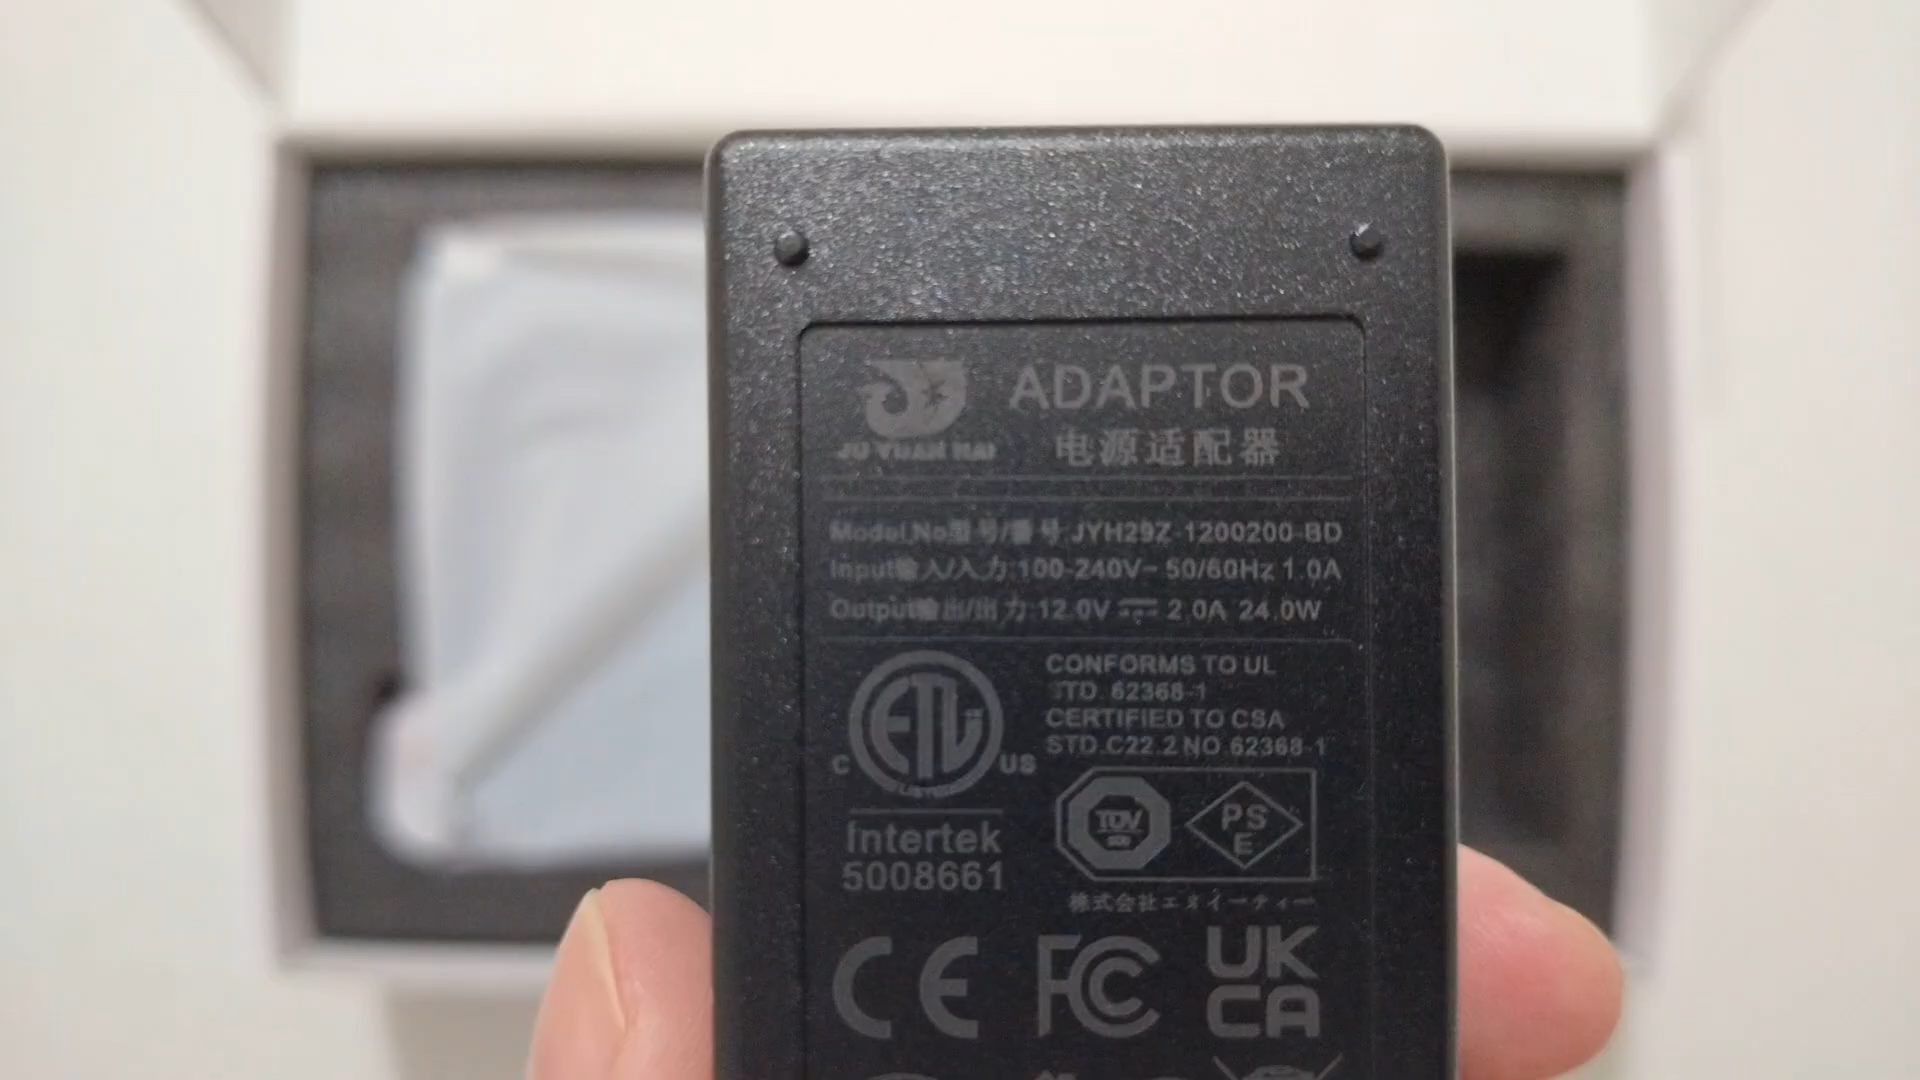 ADAPTOR
JU YUAN HAI
电源适配器
Model.No型号/番号:JYH29Z-1200200-BD
Input输入/入力:100-240V~ 50/60Hz 1.0A
Output输出/出力:12.0V ⎓ 2.0A 24.0W
ETL
C US
LISTED
CONFORMS TO UL
STD. 62368-1
CERTIFIED TO CSA
STD.C22.2 NO.62368-1
Intertek
5008661
TÜV
PS
E
株式会社エヌイーティー
CE
FC
UK
CA